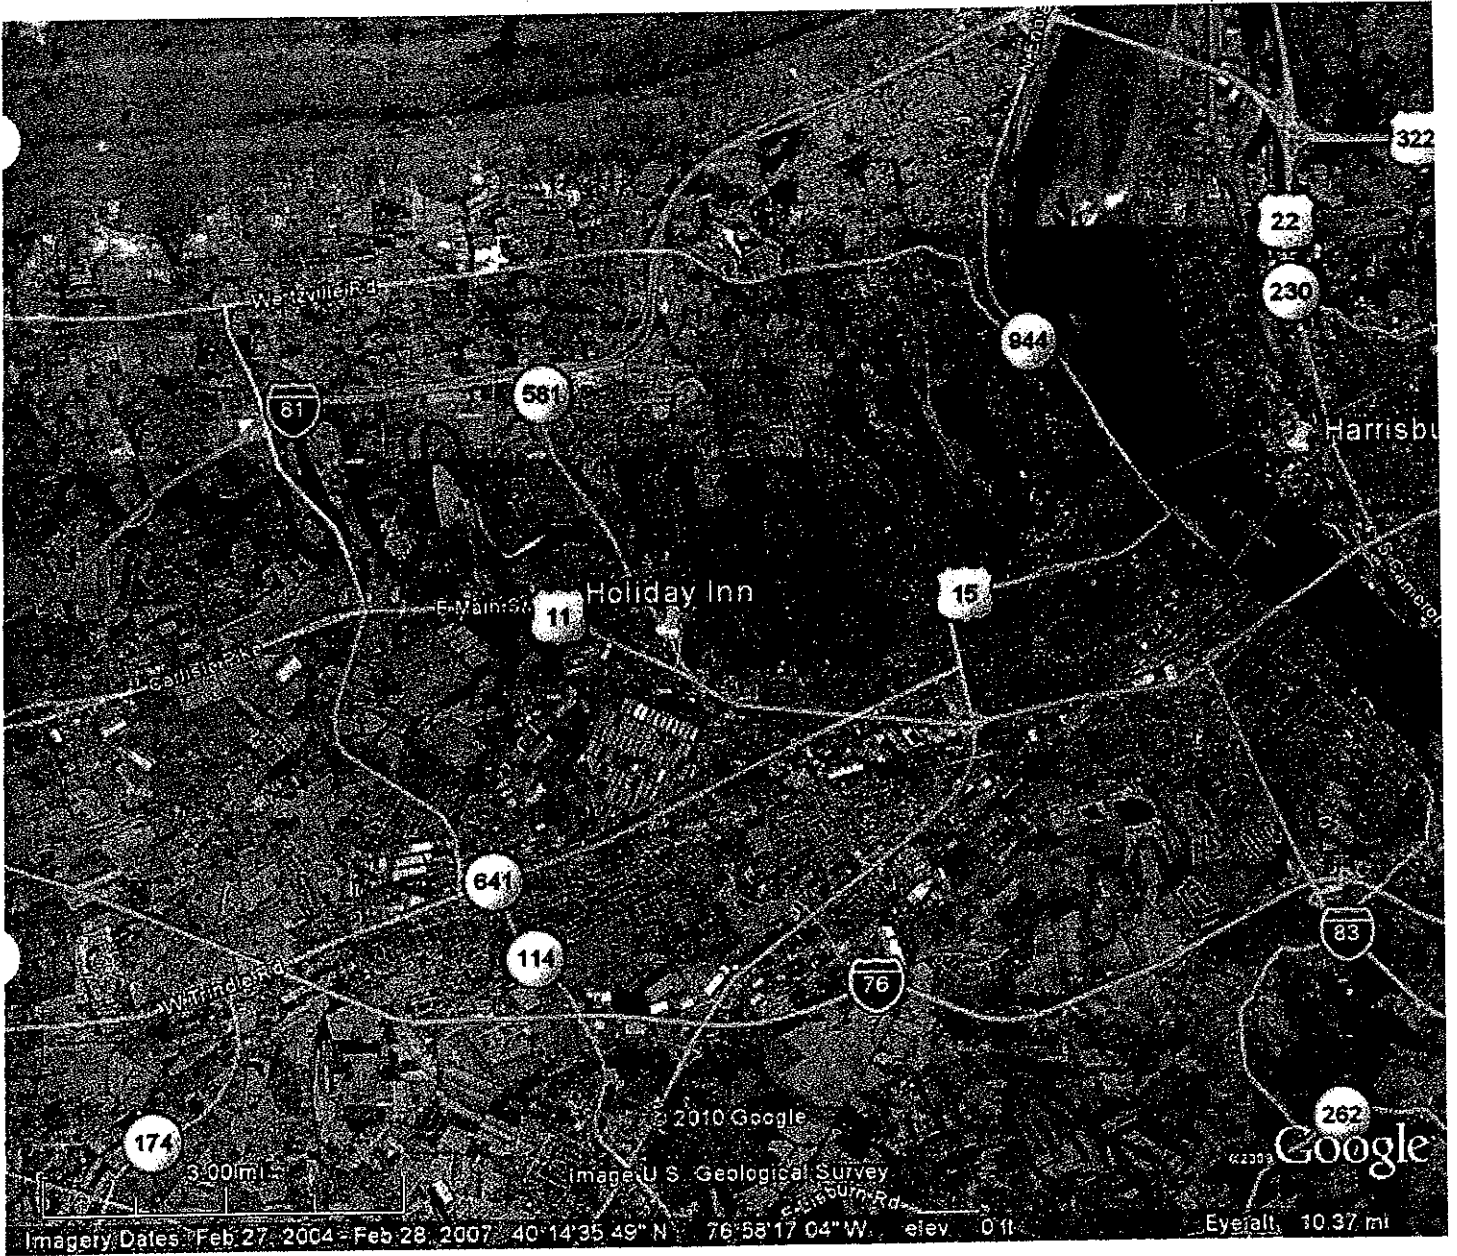 322
22
230
Wertzville Rd
944
581
81
Harrisbu
Holiday Inn
15
E Main St
11
S Cameron
Carlisle Pike
641
114
83
76
W Trindle Rd
© 2010 Google
262
174
Google
3.00 mi
Image U.S. Geological Survey
Lisburn Rd
Imagery Dates: Feb 27, 2004 - Feb 28, 2007 40°14'35.49" N 76°58'17.04" W elev 0 ft Eye alt 10.37 mi